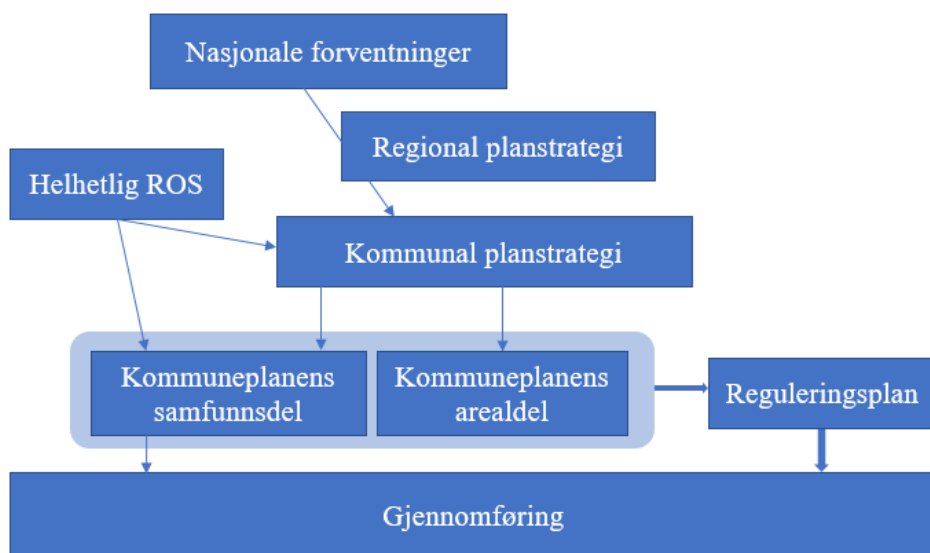 Nasjonale forventninger
Regional planstrategi
Helhetlig ROS
Kommunal planstrategi
Kommuneplanens
samfunnsdel
Kommuneplanens
arealdel
Reguleringsplan
Gjennomføring